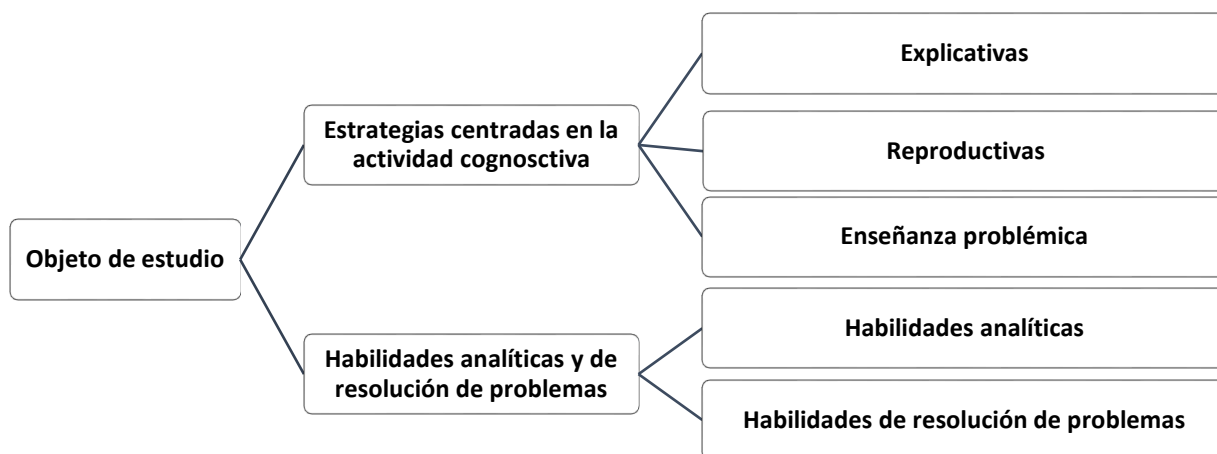 Objeto de estudio
Estrategias centradas en la
actividad cognosctiva
Explicativas
Reproductivas
Enseñanza problémica
Habilidades analíticas y de
resolución de problemas
Habilidades analíticas
Habilidades de resolución de problemas